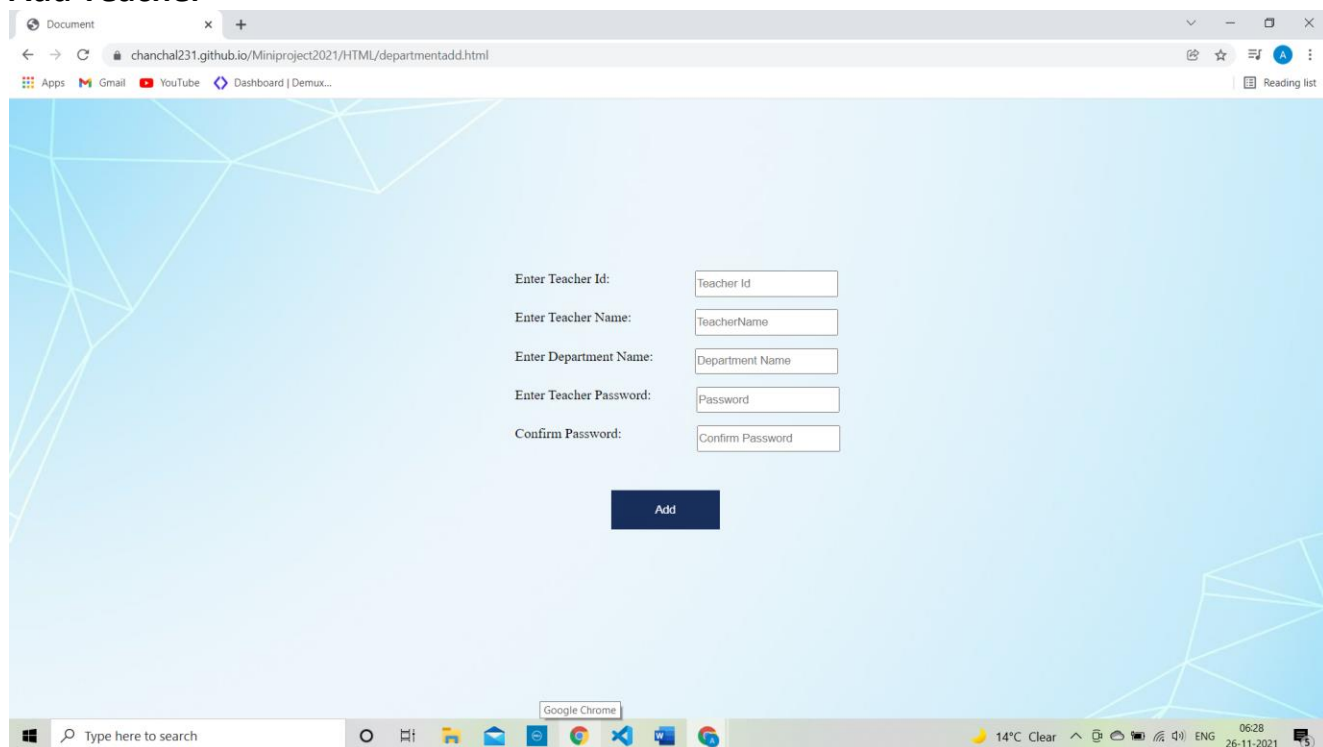 Add Teacher
Document
chanchal231.github.io/Miniproject2021/HTML/departmentadd.html
A
Apps Gmail YouTube Dashboard | Demux... Reading list
Enter Teacher Id: Teacher Id
Enter Teacher Name: TeacherName
Enter Department Name: Department Name
Enter Teacher Password: Password
Confirm Password: Confirm Password
Add
Google Chrome
Type here to search 14°C Clear ENG 06:28
26-11-2021 5